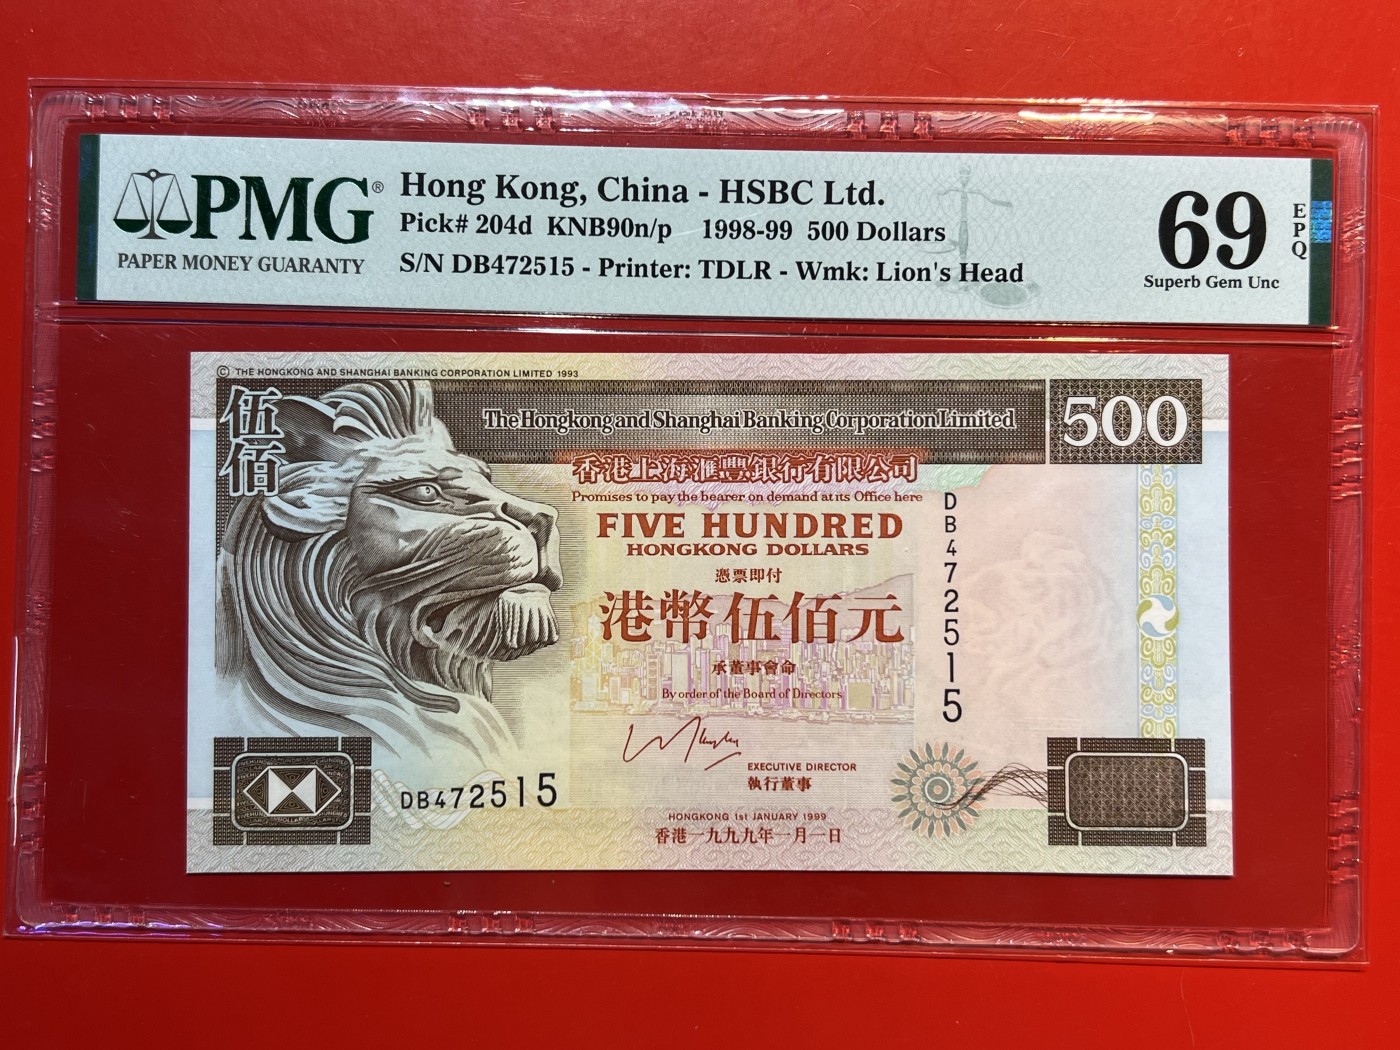 PMG®
PAPER MONEY GUARANTY
Hong Kong, China - HSBC Ltd.
Pick# 204d KNB90n/p 1998-99 500 Dollars
S/N DB472515 - Printer: TDLR - Wmk: Lion's Head
69
EPQ
Superb Gem Unc
© THE HONGKONG AND SHANGHAI BANKING CORPORATION LIMITED 1993
伍佰
The Hongkong and Shanghai Banking Corporation Limited
500
香港上海滙豐銀行有限公司
Promises to pay the bearer on demand at its Office here
FIVE HUNDRED
HONGKONG DOLLARS
憑票即付
港幣伍佰元
承董事會命
By order of the Board of Directors
DB472515
EXECUTIVE DIRECTOR
執行董事
DB472515
HONGKONG 1st JANUARY 1999
香港一九九九年一月一日